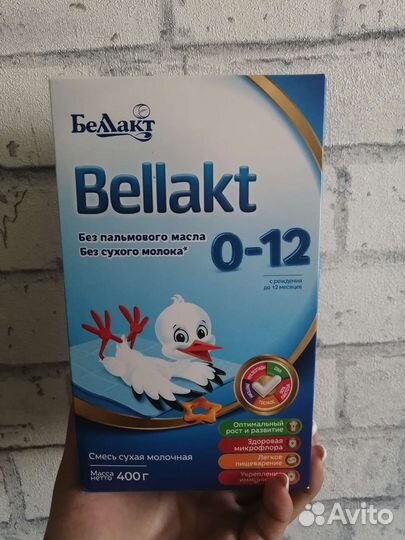 Беллакт
Bellakt
Без пальмового масла
Без сухого молока*
0-12
с рождения
до 12 месяцев
Оптимальный
рост и развитие
Здоровая
микрофлора
Легкое
пищеварение
Укрепление
Смесь сухая молочная
Масса
нетто 400 г
Avito